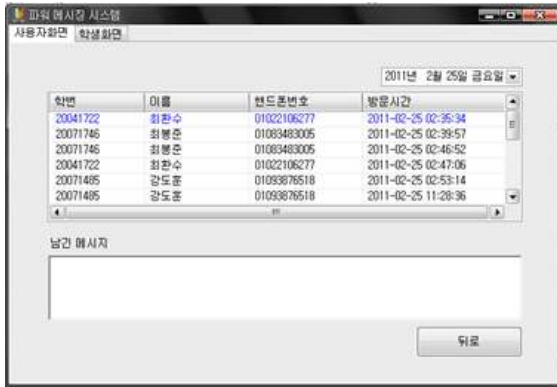 파워 메시징 시스템
사용자화면 학생화면
2011년 2월 25일 금요일
학번 이름 핸드폰번호 방문시간
20041722 최환수 01022106277 2011-02-25 02:35:34
20071746 최봉준 01083483005 2011-02-25 02:39:57
20071746 최봉준 01083483005 2011-02-25 02:46:52
20041722 최환수 01022106277 2011-02-25 02:47:06
20071485 강도훈 01093876518 2011-02-25 02:53:14
20071485 강도훈 01093876518 2011-02-25 11:28:36
남긴 메시지
뒤로